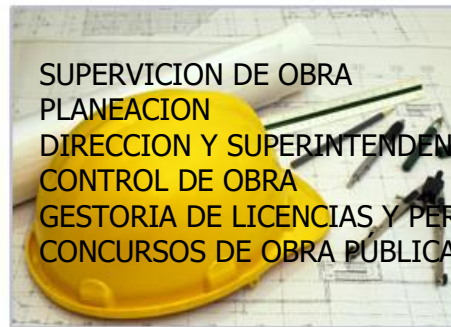 SUPERVICION DE OBRA
PLANEACION
DIRECCION Y SUPERINTENDEN
CONTROL DE OBRA
GESTORIA DE LICENCIAS Y PER
CONCURSOS DE OBRA PÚBLICA